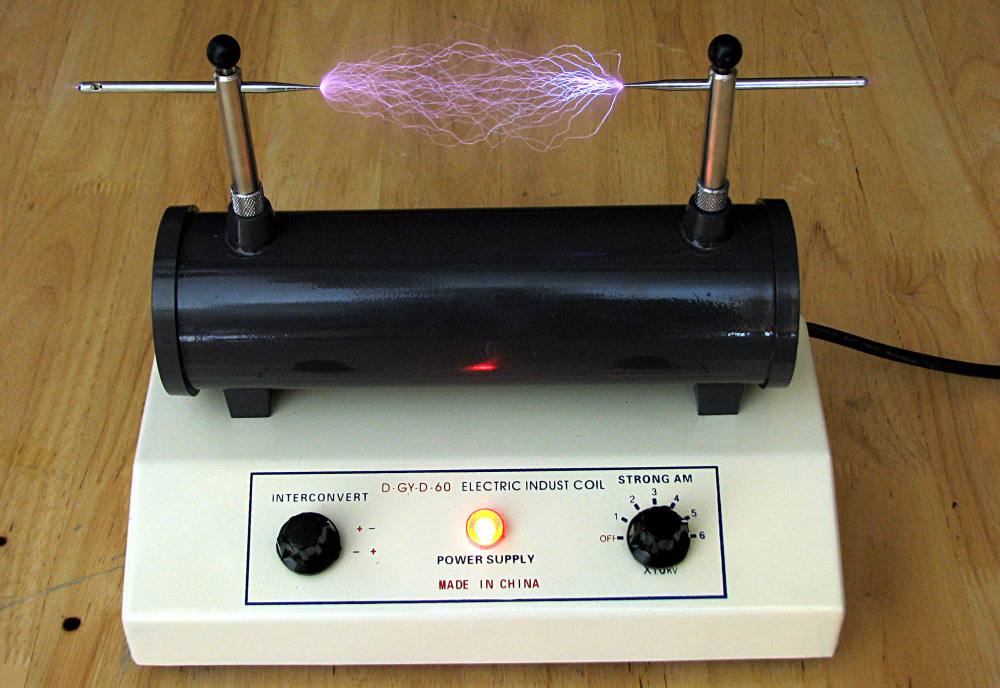 D-GY-D-60 ELECTRIC INDUST COIL
INTERCONVERT
+ −
− +
POWER SUPPLY
MADE IN CHINA
STRONG AM
OFF 1 2 3 4 5 6
X10KV